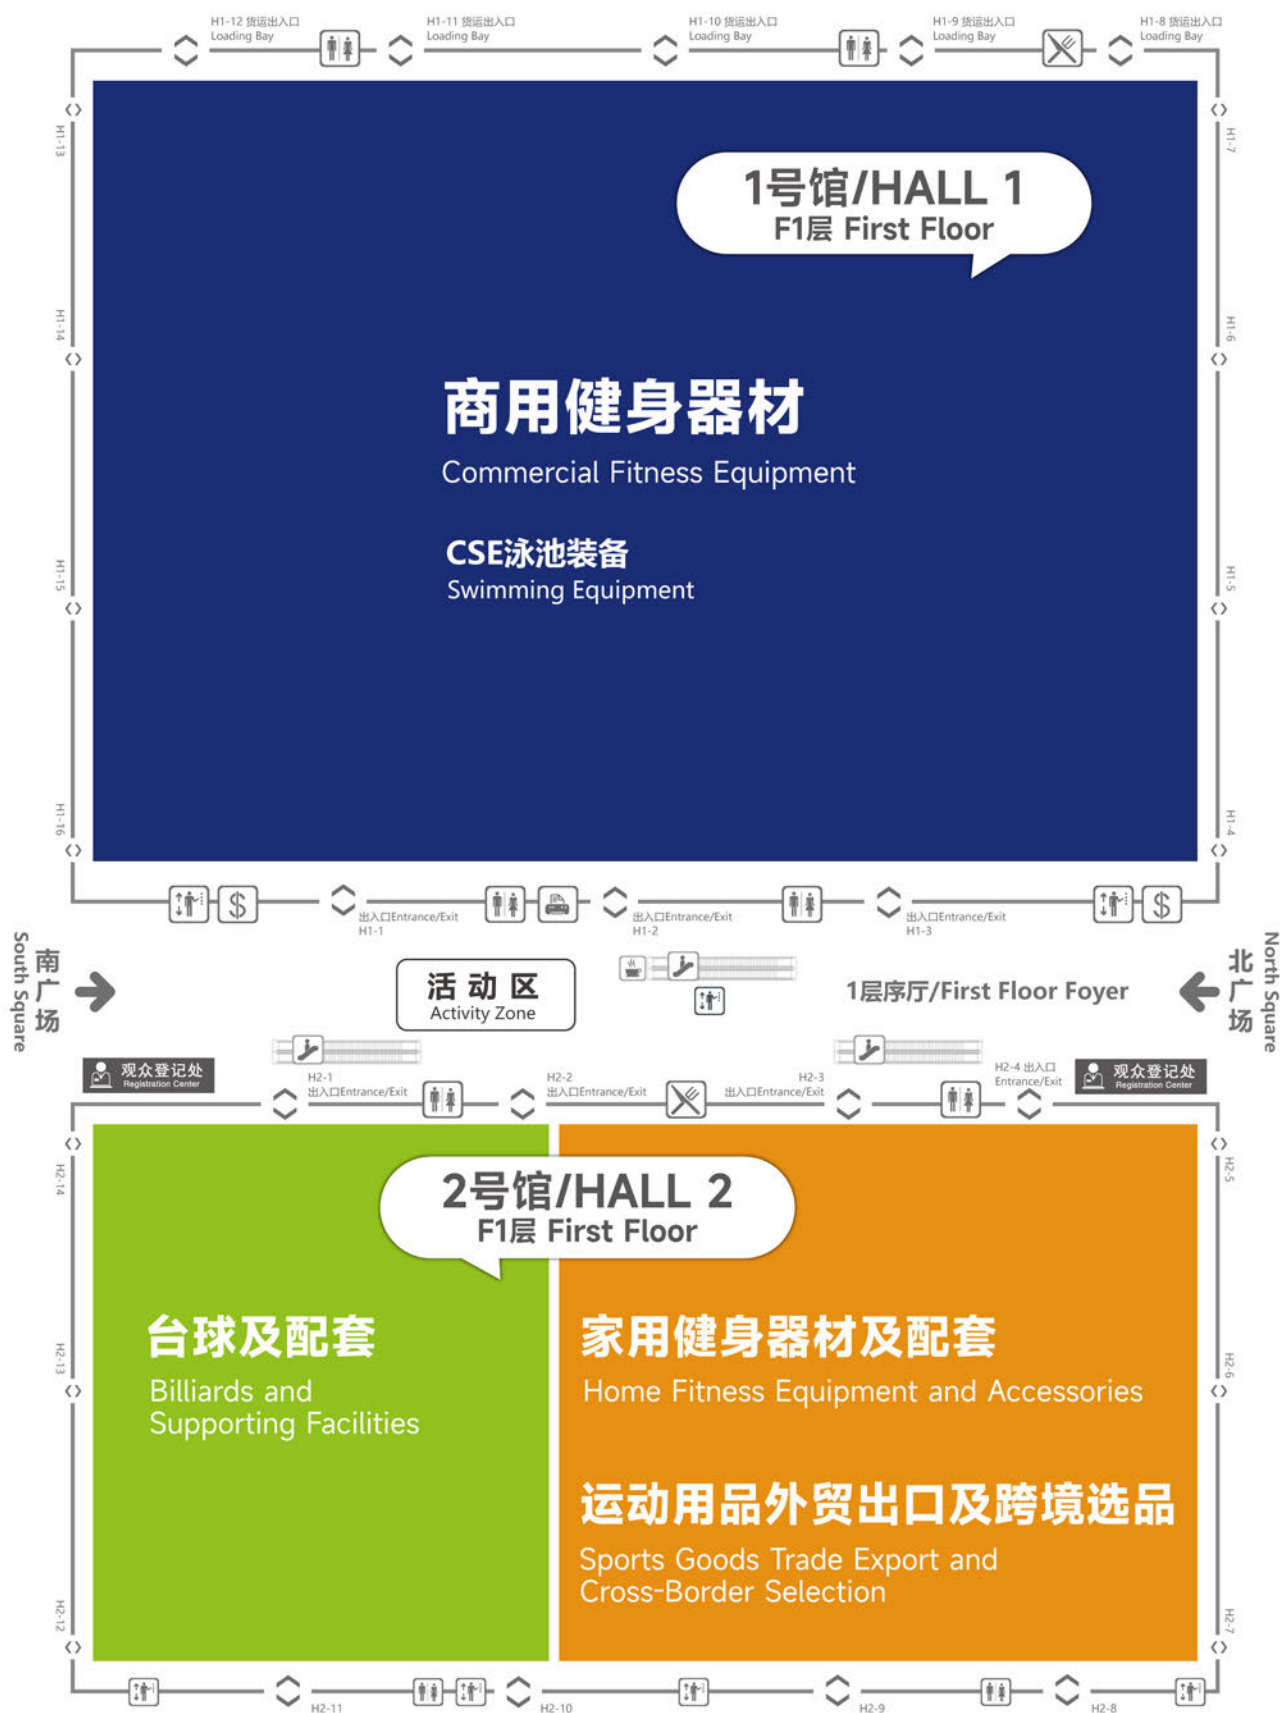 H1-12 货运出入口
Loading Bay
H1-11 货运出入口
Loading Bay
H1-10 货运出入口
Loading Bay
H1-9 货运出入口
Loading Bay
H1-8 货运出入口
Loading Bay
H1-13
H1-7
1号馆/HALL 1
F1层 First Floor
H1-14
H1-6
商用健身器材
Commercial Fitness Equipment
CSE泳池装备
Swimming Equipment
H1-15
H1-5
H1-16
H1-4
$
$
出入口Entrance/Exit
H1-1
出入口Entrance/Exit
H1-2
出入口Entrance/Exit
H1-3
南广场
South Square
活动区
Activity Zone
1层序厅/First Floor Foyer
北广场
North Square
观众登记处
Registration Center
H2-1
出入口Entrance/Exit
H2-2
出入口Entrance/Exit
H2-3
出入口Entrance/Exit
H2-4 出入口
Entrance/Exit
观众登记处
Registration Center
H2-14
H2-5
2号馆/HALL 2
F1层 First Floor
台球及配套
Billiards and
Supporting Facilities
家用健身器材及配套
Home Fitness Equipment and Accessories
H2-13
H2-6
运动用品外贸出口及跨境选品
Sports Goods Trade Export and
Cross-Border Selection
H2-12
H2-7
H2-11
H2-10
H2-9
H2-8